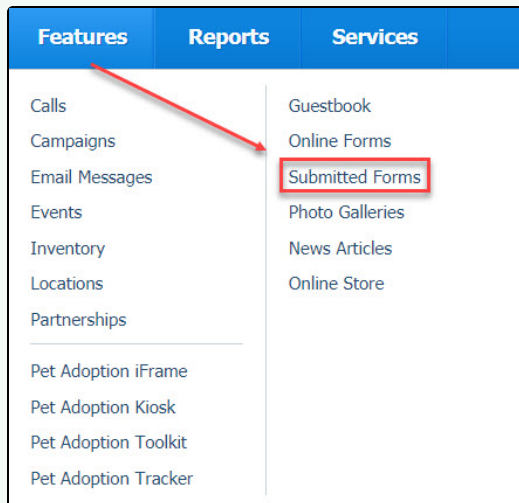 Features Reports Services
Calls
Campaigns
Email Messages
Events
Inventory
Locations
Partnerships
Pet Adoption iFrame
Pet Adoption Kiosk
Pet Adoption Toolkit
Pet Adoption Tracker
Guestbook
Online Forms
Submitted Forms
Photo Galleries
News Articles
Online Store